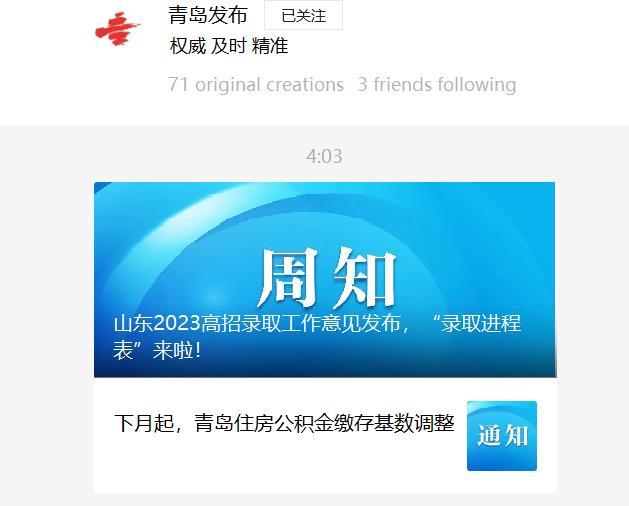 青岛发布 已关注
权威 及时 精准
71 original creations 3 friends following
4:03
周知
山东2023高招录取工作意见发布，“录取进程
表”来啦！
下月起，青岛住房公积金缴存基数调整
通知